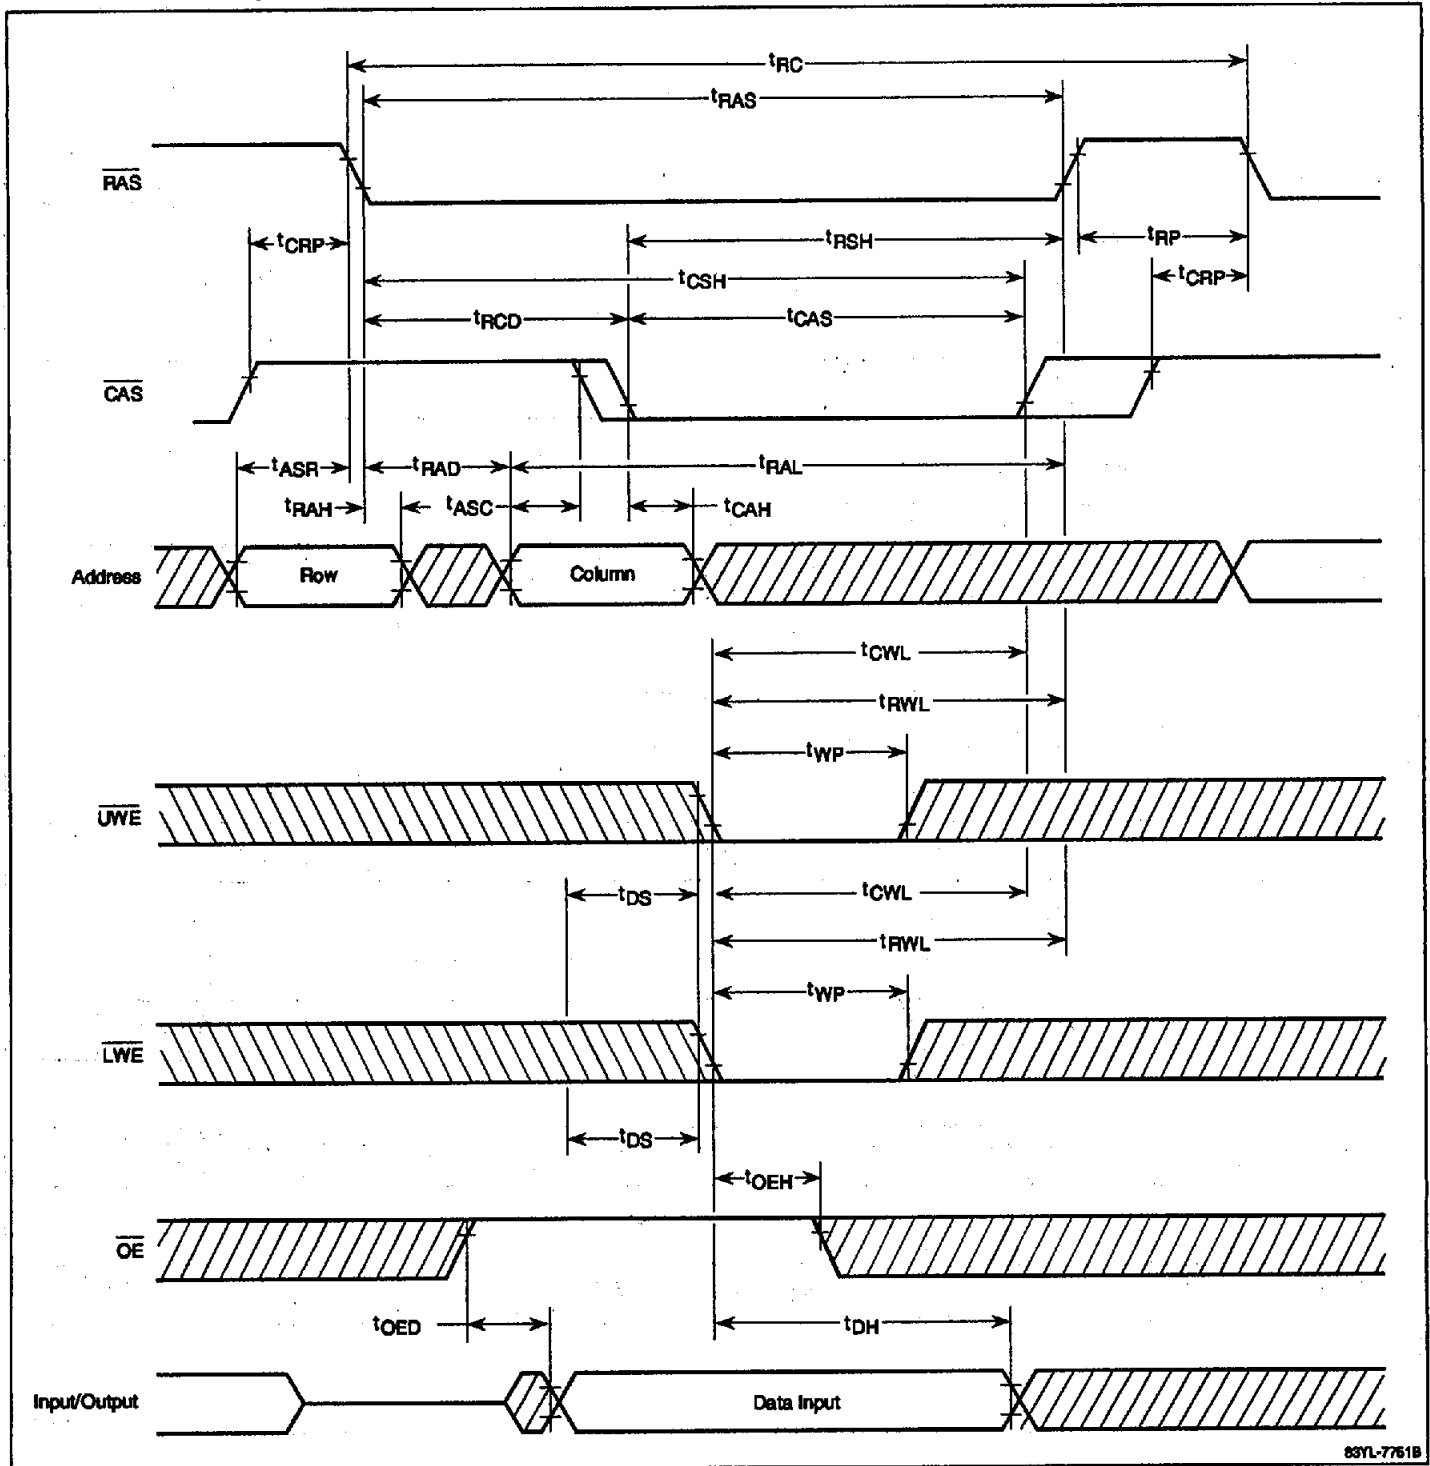 tRC
tRAS
RAS
tCRP
tRSH
tRP
tCSH
tCRP
tRCD
tCAS
CAS
tASR
tRAD
tRAL
tRAH
tASC
tCAH
Address
Row
Column
tCWL
tRWL
tWP
UWE
tDS
tCWL
tRWL
tWP
LWE
tDS
tOEH
OE
tOED
tDH
Input/Output
Data Input
83YL-7751B